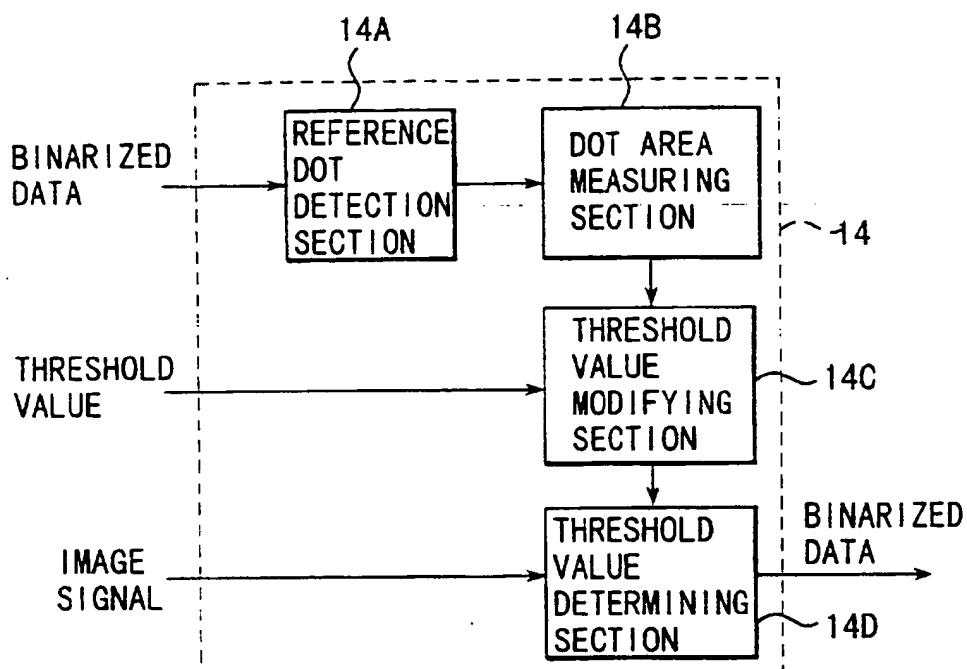 14A
14B
BINARIZED
DATA
REFERENCE
DOT
DETECTION
SECTION
DOT AREA
MEASURING
SECTION
14
THRESHOLD
VALUE
THRESHOLD
VALUE
MODIFYING
SECTION
14C
IMAGE
SIGNAL
THRESHOLD
VALUE
DETERMINING
SECTION
BINARIZED
DATA
14D